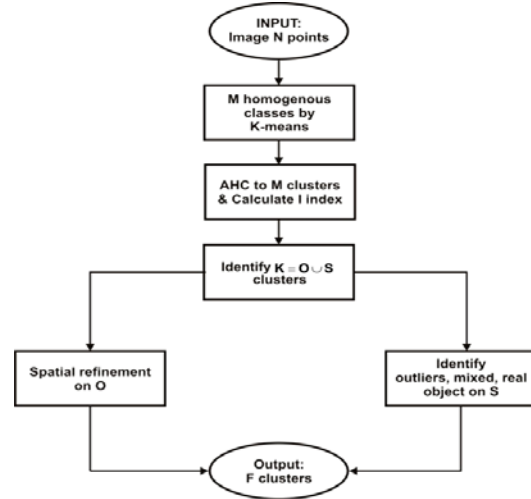 INPUT:
Image N points
M homogenous
classes by
K-means
AHC to M clusters
& Calculate I index
Identify K = O ∪ S
clusters
Spatial refinement
on O
Identify
outliers, mixed, real
object on S
Output:
F clusters